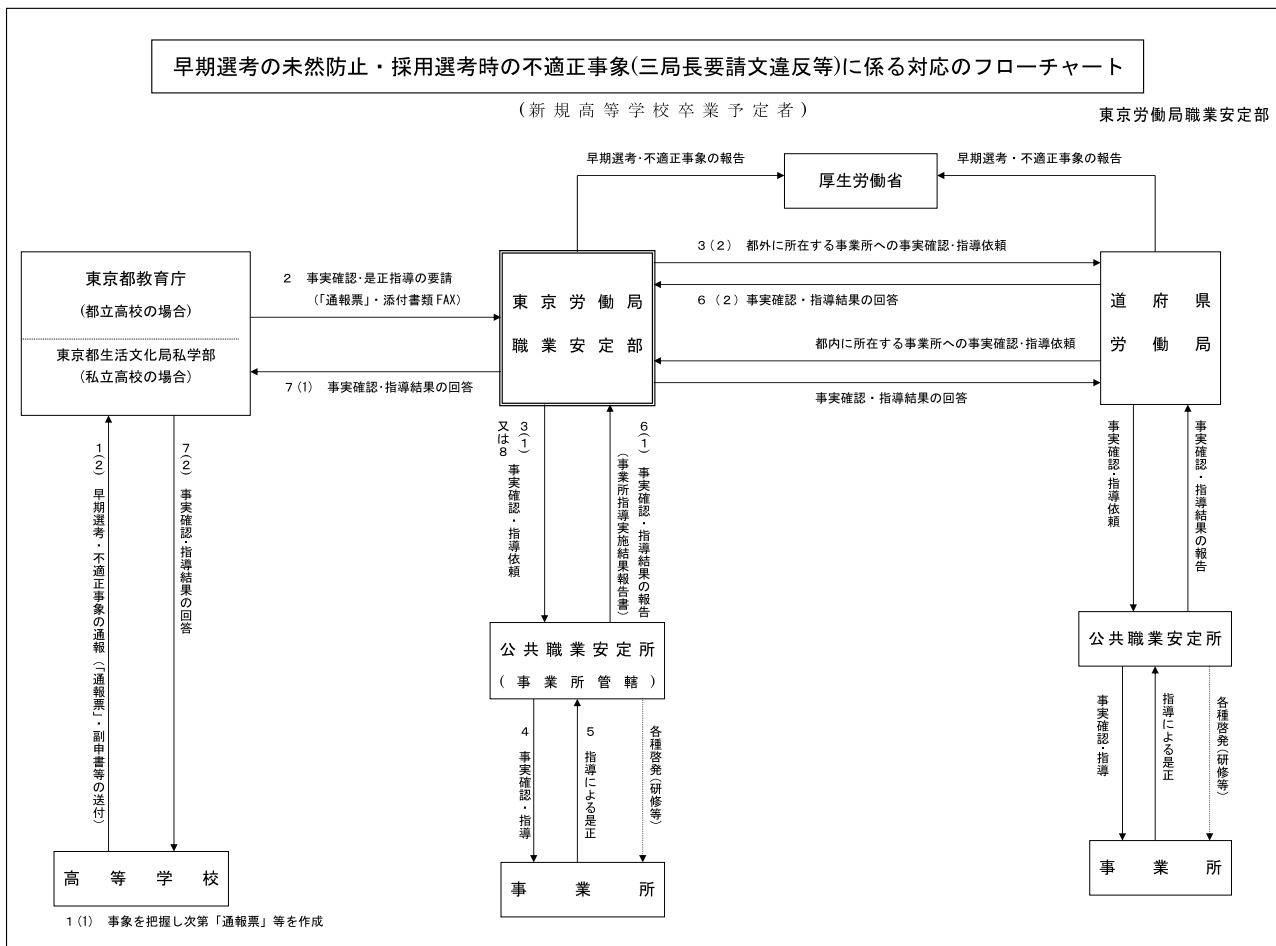 早期選考の未然防止・採用選考時の不適正事象(三局長要請文違反等)に係る対応のフローチャート
(新規高等学校卒業予定者)
東京労働局職業安定部
早期選考･不適正事象の報告
厚生労働省
早期選考・不適正事象の報告
東京都教育庁
(都立高校の場合)
東京都生活文化局私学部
(私立高校の場合)
2 事実確認･是正指導の要請
(｢通報票｣・添付書類 FAX)
7(1) 事実確認･指導結果の回答
東京労働局
職業安定部
3(2) 都外に所在する事業所への事実確認･指導依頼
6(2) 事実確認・指導結果の回答
都内に所在する事業所への事実確認･指導依頼
事実確認・指導結果の回答
道府県
労働局
1(2) 早期選考・不適正事象の通報(｢通報票｣・副申書等の送付)
7(2) 事実確認･指導結果の回答
3(1) 事実確認・指導依頼
又は8
6(1) 事実確認・指導結果の報告
(事業所指導実施結果報告書)
事実確認･指導依頼
事実確認・指導結果の報告
公共職業安定所
(事業所管轄)
公共職業安定所
4 事実確認・指導
5 指導による是正
各種啓発(研修等)
事実確認・指導
指導による是正
各種啓発(研修等)
高等学校
事業所
事業所
1(1) 事象を把握し次第「通報票」等を作成